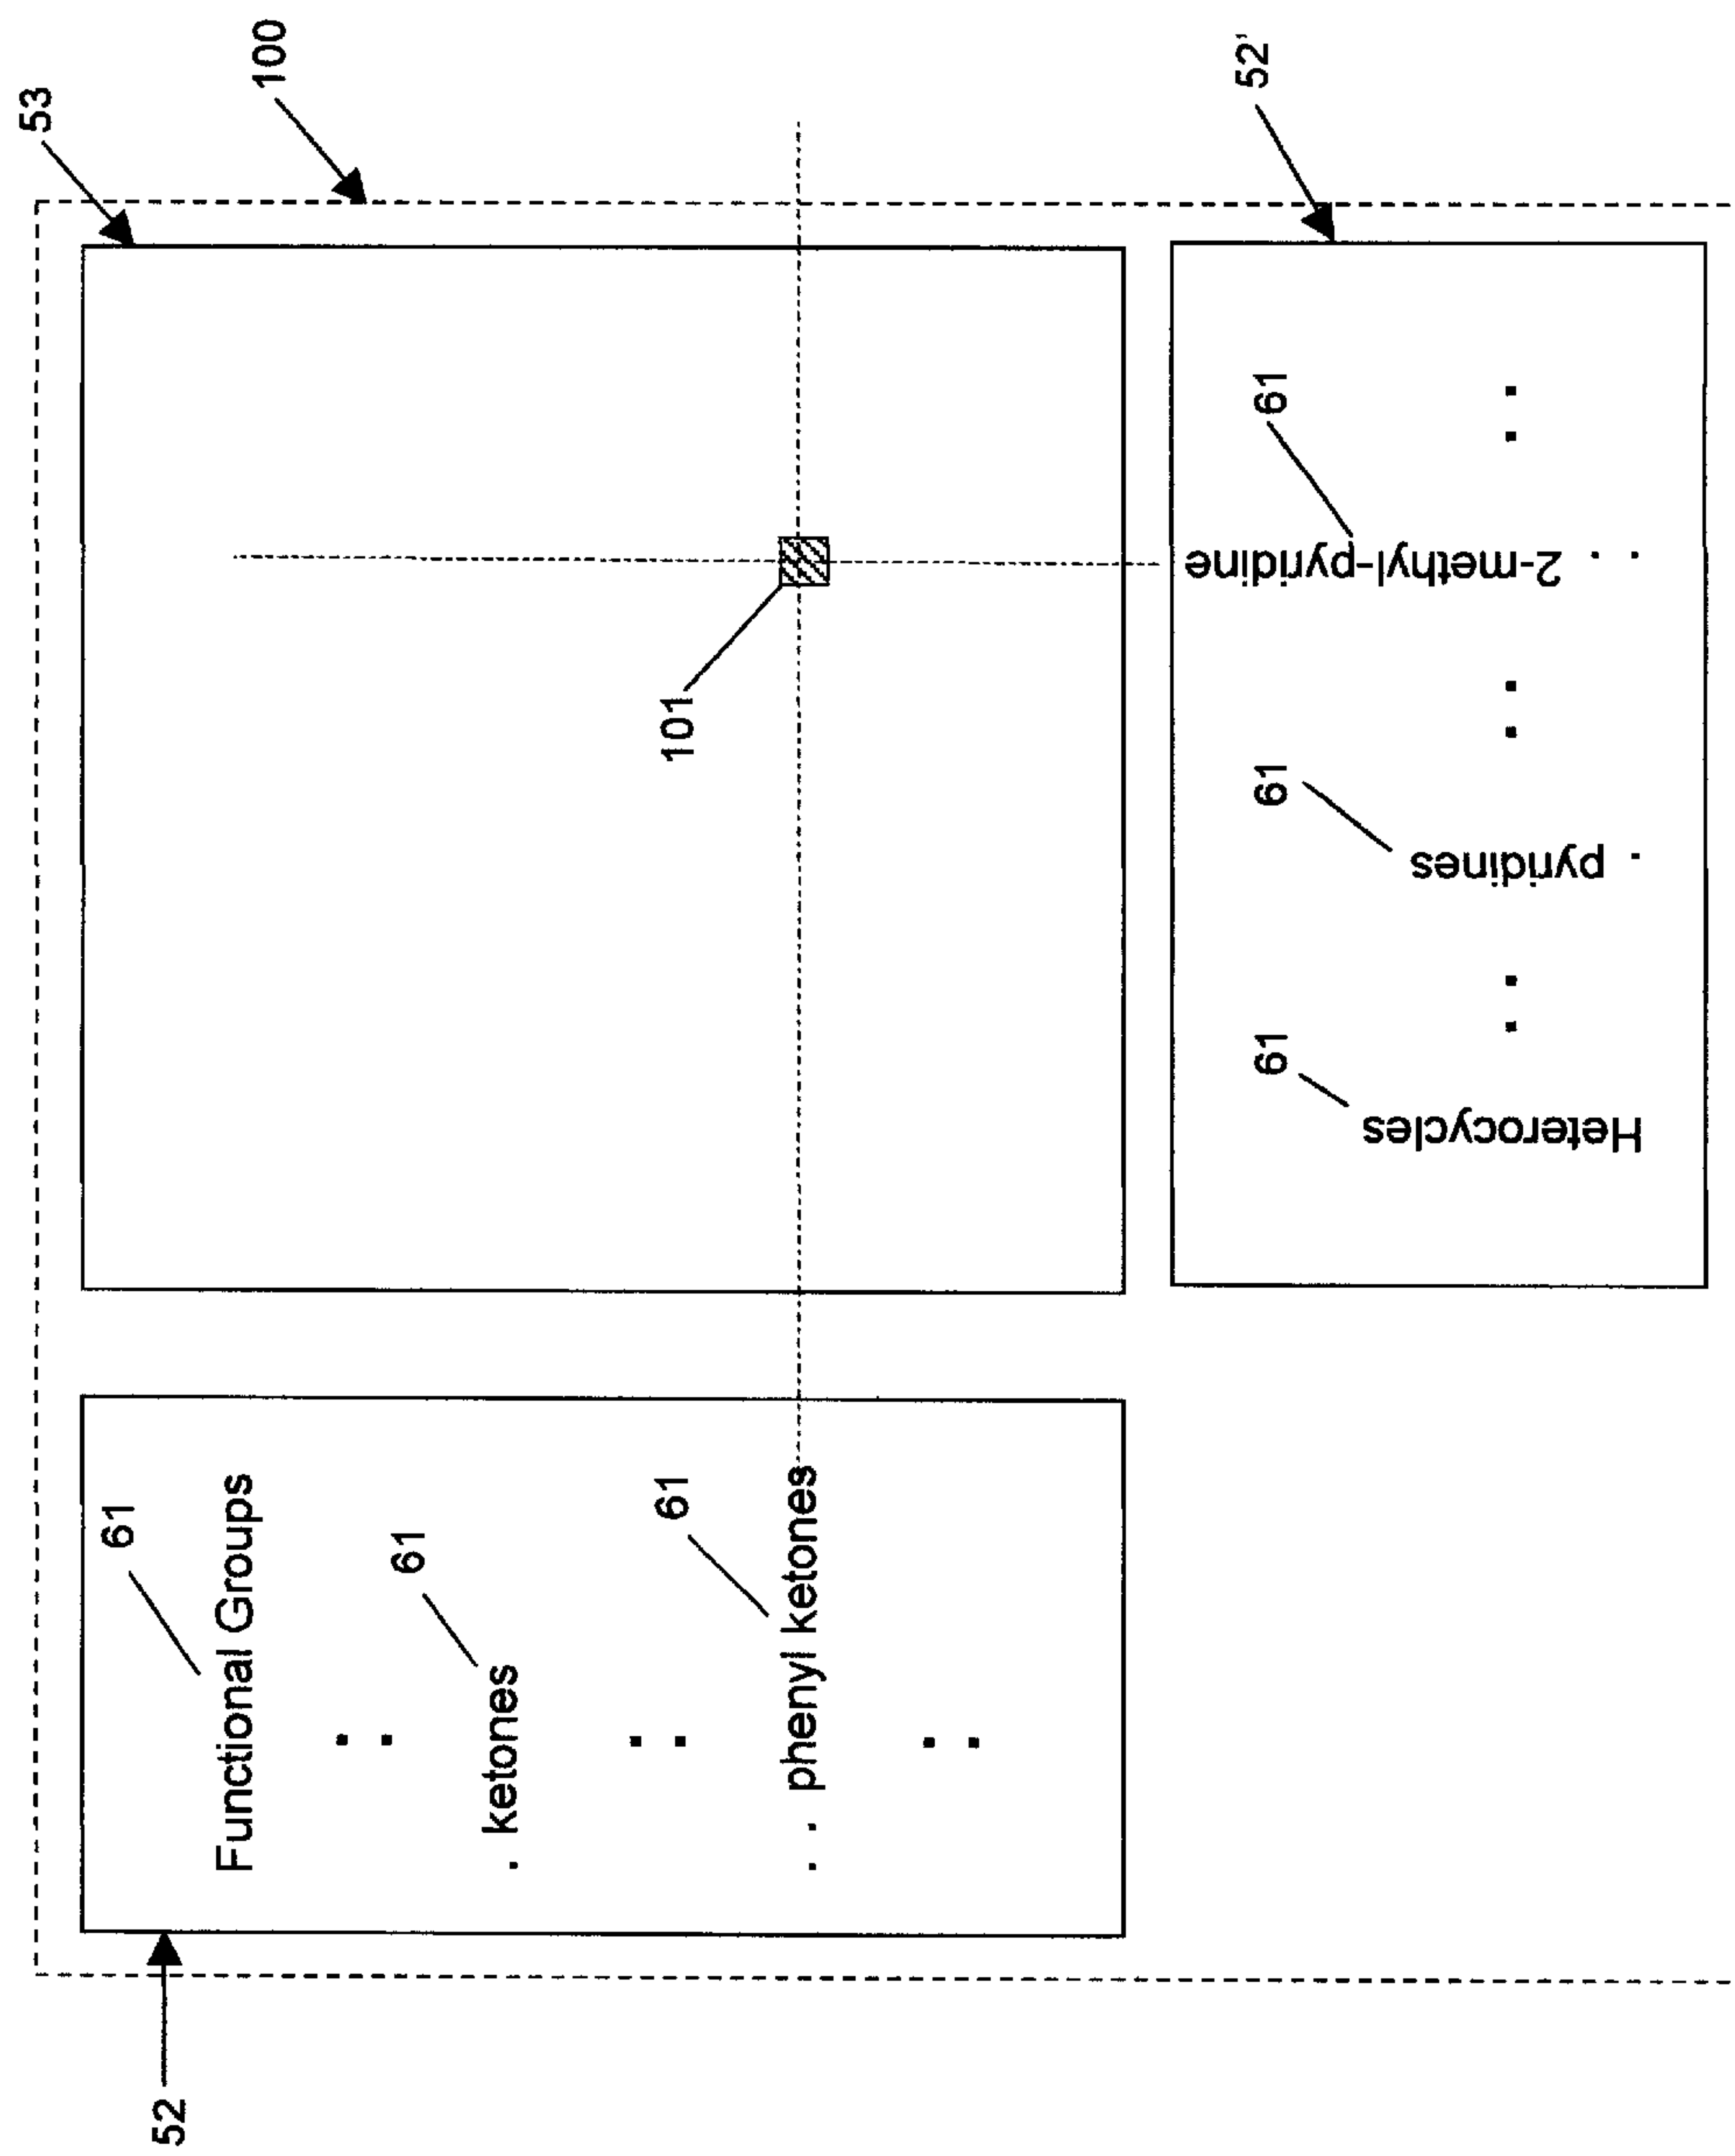 53
61
52
Functional Groups
100
61
. ketones
61
101
. . phenyl ketones
52'
61
61
61
Heterocycles
. pyridines
. . 2-methyl-pyridine